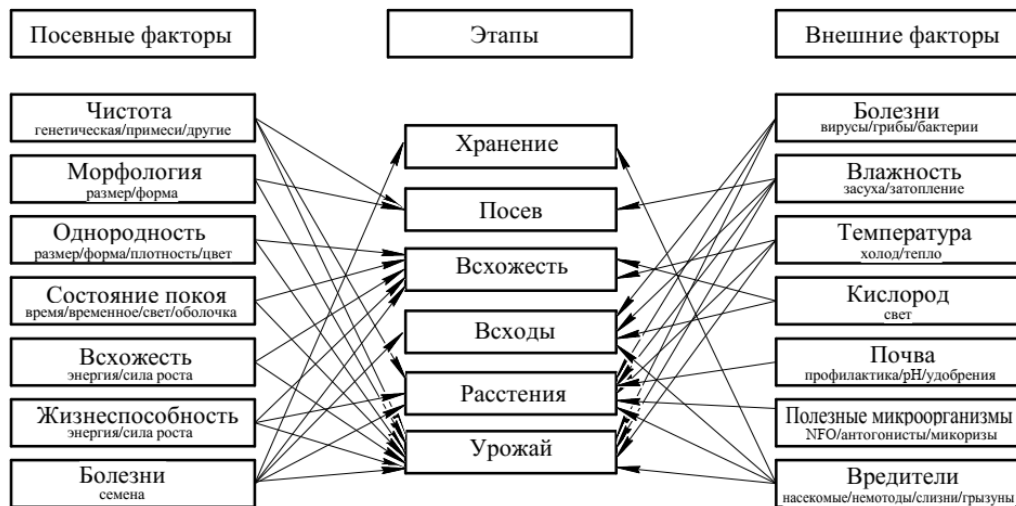 Посевные факторы
Этапы
Внешние факторы
Чистота
генетическая/примеси/другие
Морфология
размер/форма
Однородность
размер/форма/плотность/цвет
Состояние покоя
время/временное/свет/оболочка
Всхожесть
энергия/сила роста
Жизнеспособность
энергия/сила роста
Болезни
семена
Хранение
Посев
Всхожесть
Всходы
Расстения
Урожай
Болезни
вирусы/грибы/бактерии
Влажность
засуха/затопление
Температура
холод/тепло
Кислород
свет
Почва
профилактика/pH/удобрения
Полезные микроорганизмы
NFO/антогонисты/микоризы
Вредители
насекомые/немотоды/слизни/грызуны